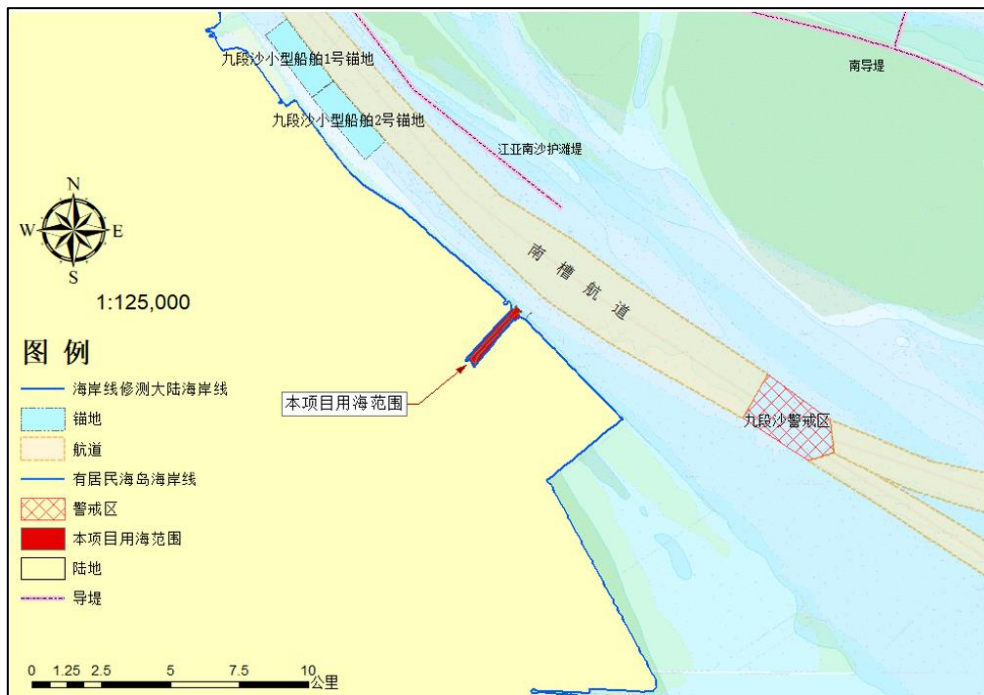 九段沙小型船舶1号锚地
南导堤
九段沙小型船舶2号锚地
江亚南沙护滩堤
N
W E
S
南槽航道
1:125,000
图 例
海岸线修测大陆海岸线
本项目用海范围
锚地
九段沙警戒区
航道
有居民海岛海岸线
警戒区
本项目用海范围
陆地
导堤
0 1.25 2.5 5 7.5 10
公里